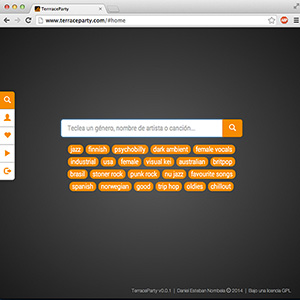 TerrraceParty
www.terraceparty.com/#home
Teclea un género, nombre de artista o canción...
jazz finnish psychobilly dark ambient female vocals
industrial usa female visual kei australian britpop
brasil stoner rock punk rock nu jazz favourite songs
spanish norwegian good trip hop oldies chillout
TerraceParty v0.0.1 | Daniel Esteban Nombela © 2014 | Bajo una licencia GPL